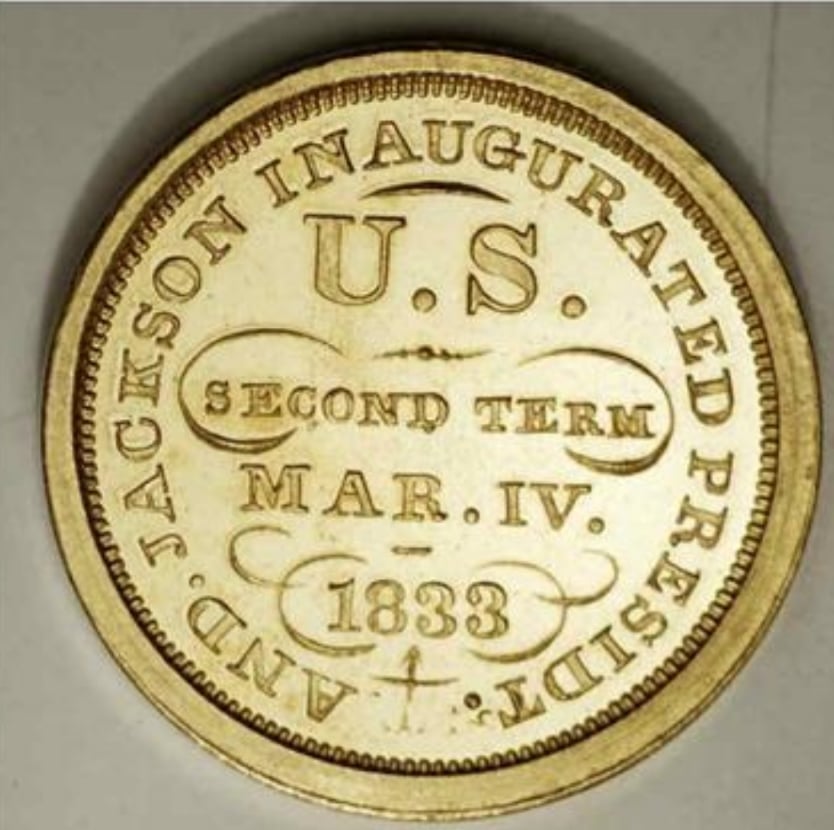 AND. JACKSON INAUGURATED PRESIDT.
U.S.
SECOND TERM
MAR. IV.
1833